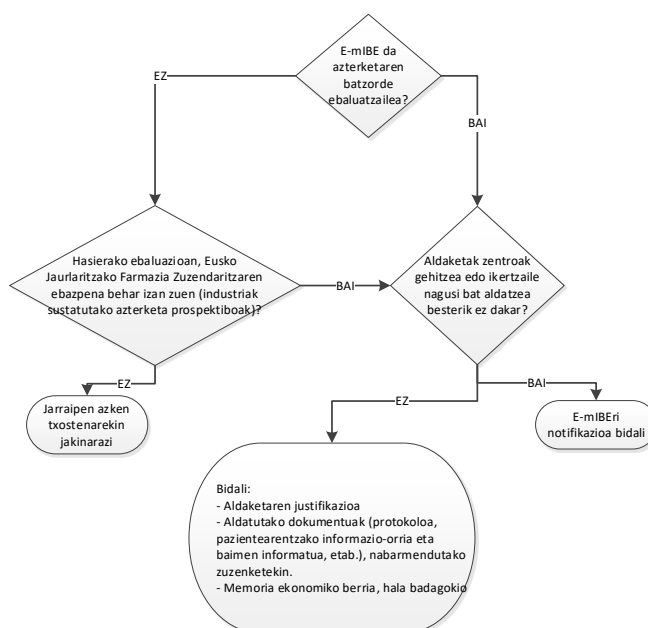 E-mIBE da
azterketaren
batzorde
ebaluatzailea?
EZ
BAI
Hasierako ebaluazioan, Eusko
Jaurlaritzako Farmazia Zuzendaritzaren
ebazpena behar izan zuen (industriak
sustatutako azterketa prospektiboak)?
BAI
Aldaketak zentroak
gehitzea edo ikertzaile
nagusi bat aldatzea
besterik ez dakar?
EZ
Jarraipen azken
txostenarekin
jakinarazi
EZ
BAI
E-mIBEri
notifikazioa bidali
Bidali:
- Aldaketaren justifikazioa
- Aldatutako dokumentuak (protokoloa,
pazientearentzako informazio-orria eta
baimen informatua, etab.), nabarmendutako
zuzenketekin.
- Memoria ekonomiko berria, hala badagokio